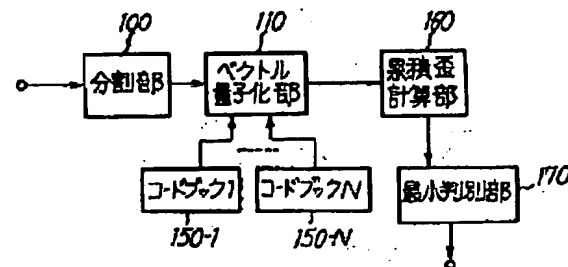 100
分割部
110
ベクトル
量子化部
160
累積歪
計算部
コードブック1
150-1
コードブックN
150-N
最小判別部
170